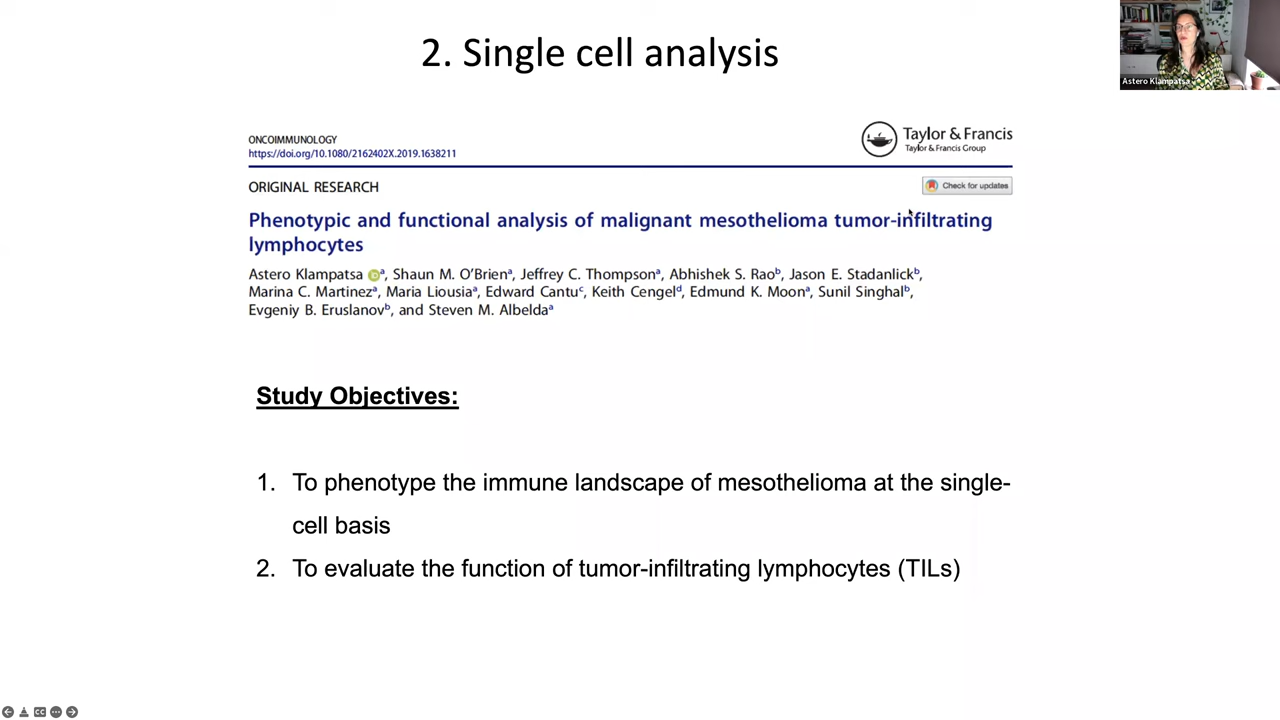 2. Single cell analysis
Astero Klampatsa
ONCOIMMUNOLOGY
https://doi.org/10.1080/2162402X.2019.1638211
Taylor & Francis
Taylor & Francis Group
ORIGINAL RESEARCH
Check for updates
Phenotypic and functional analysis of malignant mesothelioma tumor-infiltrating
lymphocytes
Astero Klampatsa iD a, Shaun M. O'Brien a, Jeffrey C. Thompson a, Abhishek S. Rao b, Jason E. Stadanlick b,
Marina C. Martinez a, Maria Liousia a, Edward Cantu c, Keith Cengel d, Edmund K. Moon a, Sunil Singhal b,
Evgeniy B. Eruslanov b, and Steven M. Albelda a
Study Objectives:
1. To phenotype the immune landscape of mesothelioma at the single-
cell basis
2. To evaluate the function of tumor-infiltrating lymphocytes (TILs)
CC